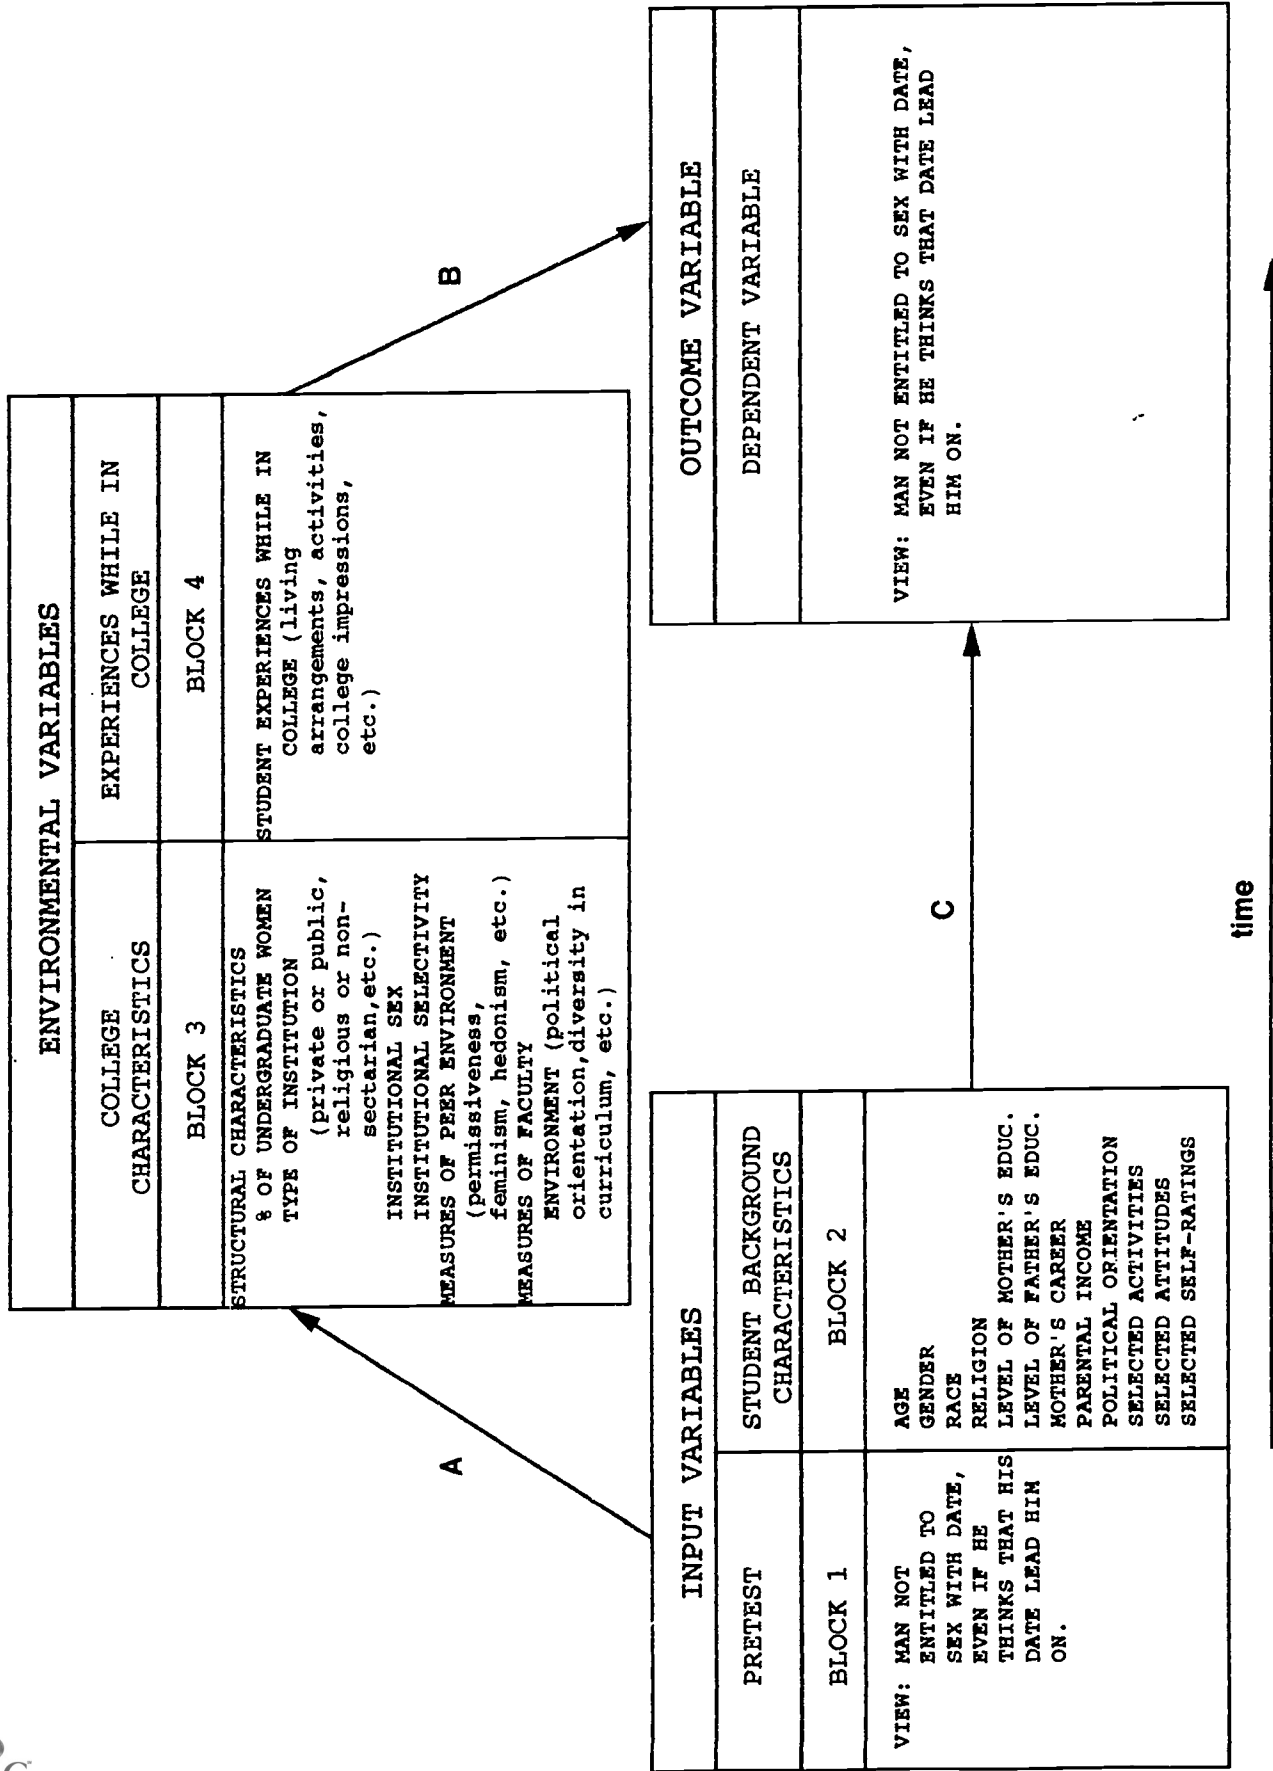 ENVIRONMENTAL VARIABLES
COLLEGE
CHARACTERISTICS
EXPERIENCES WHILE IN
COLLEGE
BLOCK 3
BLOCK 4
STRUCTURAL CHARACTERISTICS
% OF UNDERGRADUATE WOMEN
TYPE OF INSTITUTION
(private or public,
religious or non-
sectarian,etc.)
INSTITUTIONAL SEX
INSTITUTIONAL SELECTIVITY
MEASURES OF PEER ENVIRONMENT
(permissiveness,
feminism, hedonism, etc.)
MEASURES OF FACULTY
ENVIRONMENT (political
orientation,diversity in
curriculum, etc.)
STUDENT EXPERIENCES WHILE IN
COLLEGE (living
arrangements, activities,
college impressions,
etc.)
A
B
INPUT VARIABLES
PRETEST
STUDENT BACKGROUND
CHARACTERISTICS
BLOCK 1
BLOCK 2
VIEW: MAN NOT
ENTITLED TO
SEX WITH DATE,
EVEN IF HE
THINKS THAT HIS
DATE LEAD HIM
ON.
AGE
GENDER
RACE
RELIGION
LEVEL OF MOTHER'S EDUC.
LEVEL OF FATHER'S EDUC.
MOTHER'S CAREER
PARENTAL INCOME
POLITICAL ORIENTATION
SELECTED ACTIVITIES
SELECTED ATTITUDES
SELECTED SELF-RATINGS
C
OUTCOME VARIABLE
DEPENDENT VARIABLE
VIEW: MAN NOT ENTITLED TO SEX WITH DATE,
EVEN IF HE THINKS THAT DATE LEAD
HIM ON.
time